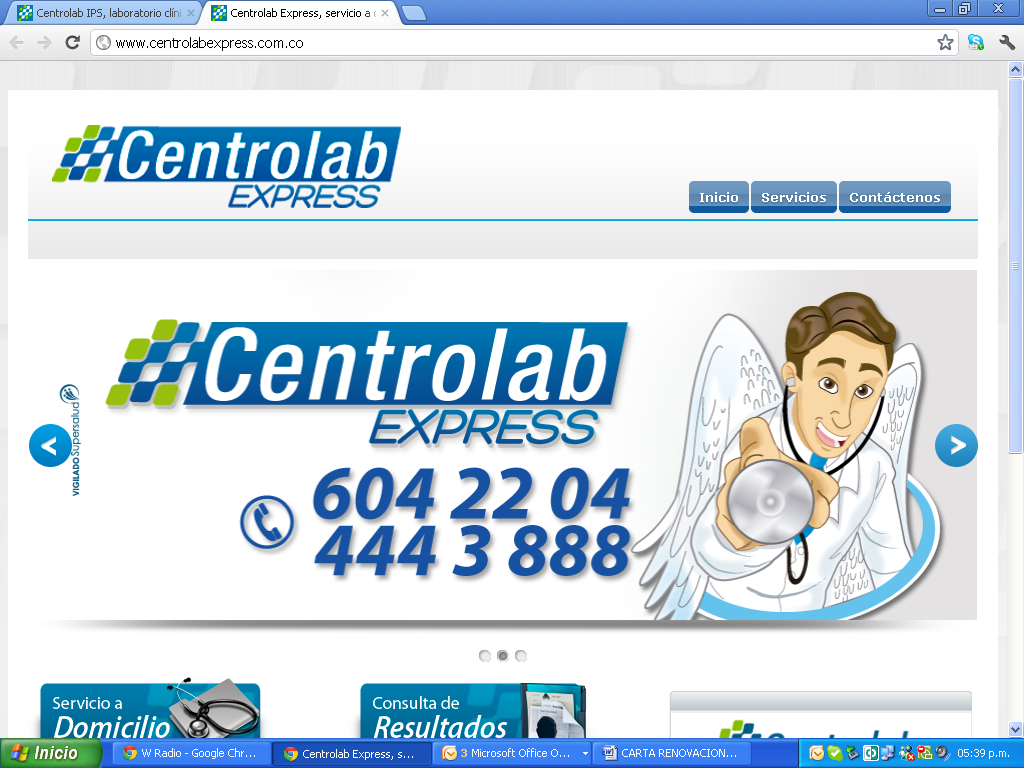 Centrolab IPS, laboratorio clíni
Centrolab Express, servicio a
www.centrolabexpress.com.co
Centrolab
EXPRESS
Inicio
Servicios
Contáctenos
Centrolab
EXPRESS
VIGILADO Supersalud
604 22 04
444 3 888
Servicio a
Domicilio
Consulta de
Resultados
Inicio
W Radio - Google Chr...
Centrolab Express, s...
3 Microsoft Office O...
CARTA RENOVACION...
05:39 p.m.